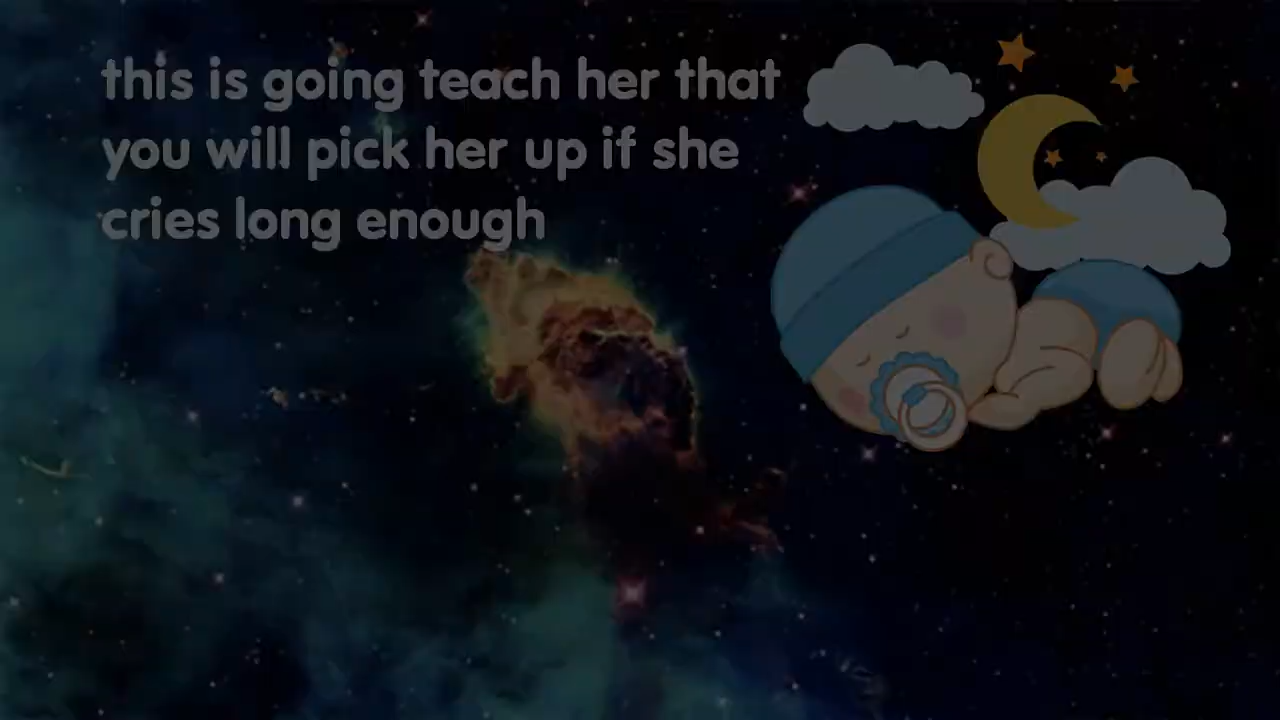 this is going teach her that
you will pick her up if she
cries long enough